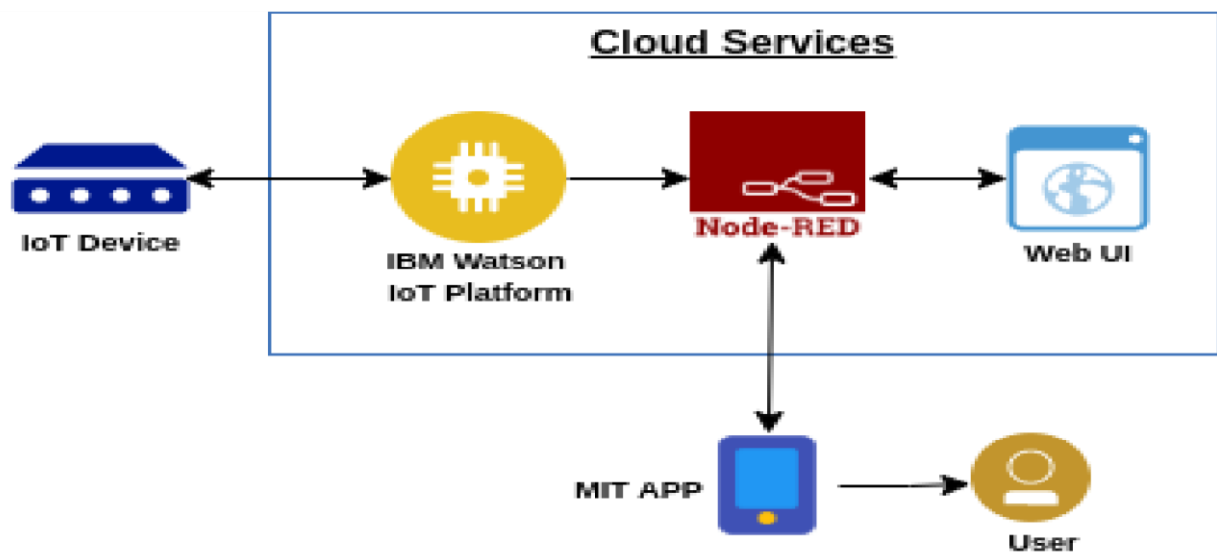 Cloud Services
IoT Device
IBM Watson
IoT Platform
Node-RED
Web UI
MIT APP
User